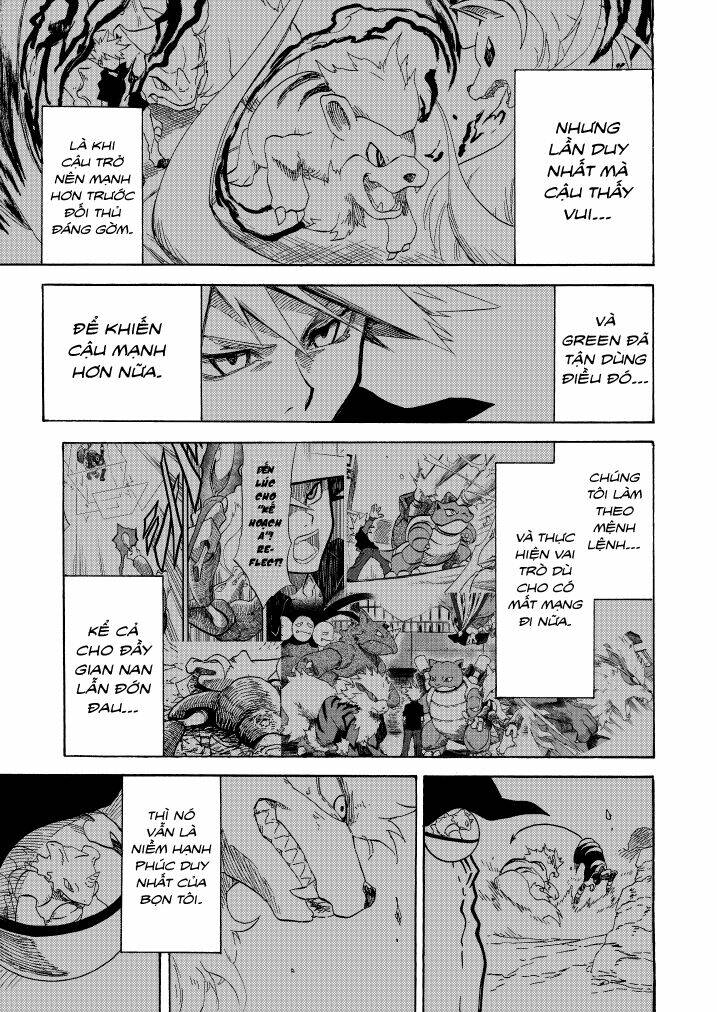 NHƯNG
LẦN DUY
NHẤT MÀ
CẬU THẤY
VUI...
LÀ KHI
CẬU TRỞ
NÊN MẠNH
HƠN TRƯỚC
ĐỐI THỦ
ĐÁNG GỜM.
VÀ
GREEN ĐÃ
TẬN DÙNG
ĐIỀU ĐÓ...
ĐỂ KHIẾN
CẬU MẠNH
HƠN NỮA.
CHÚNG
TÔI LÀM
THEO
MỆNH
LỆNH...
VÀ THỰC
HIỆN VAI
TRÒ DÙ
CHO CÓ
MẤT MẠNG
ĐI NỮA.
ĐẾN
LÚC CHO
"KẾ
HOẠCH
A"!
RE-
FLECT!
KỂ CẢ
CHO ĐẦY
GIAN NAN
LẪN ĐỚN
ĐAU...
THÌ NÓ
VẪN LÀ
NIỀM HẠNH
PHÚC DUY
NHẤT CỦA
BỌN TÔI.